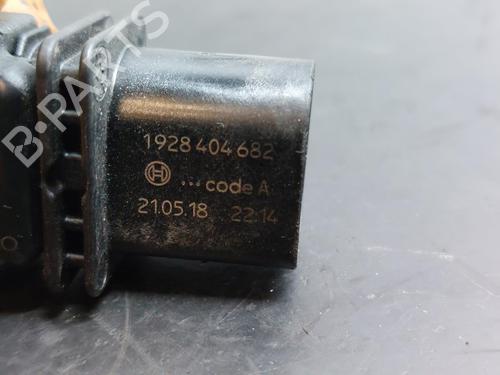 B-PARTS
1928 404 682
... code A
21.05.18 22:14